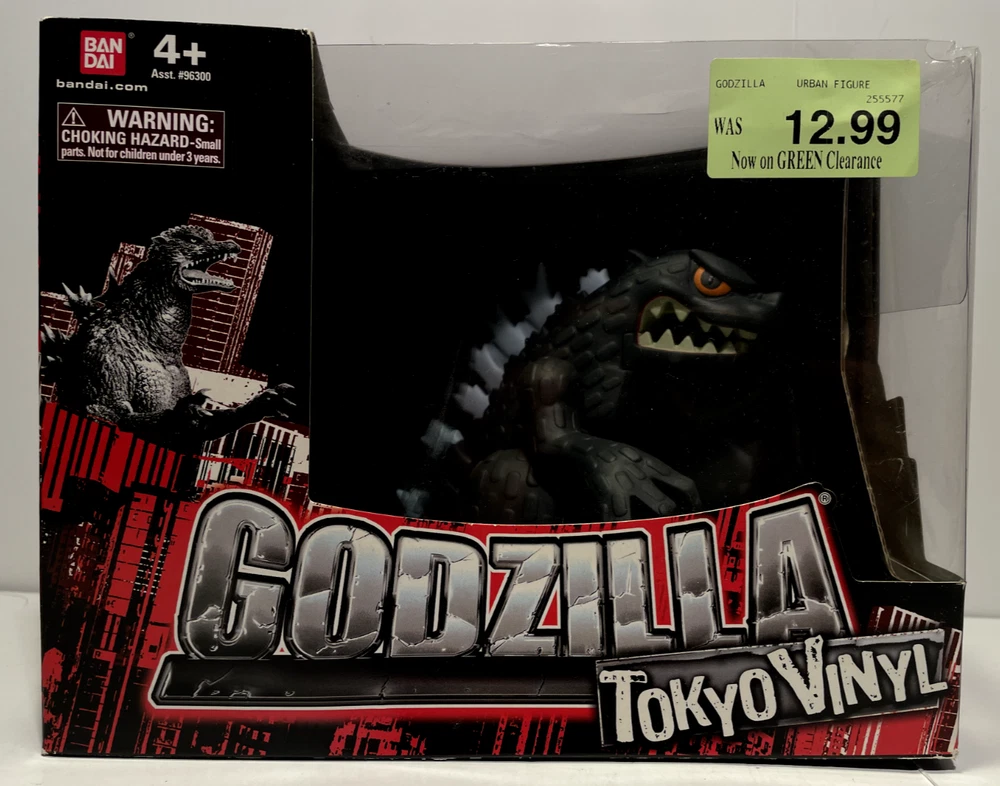 BAN
DAI
®
4+
Asst. #96300
bandai.com
WARNING:
CHOKING HAZARD-Small
parts. Not for children under 3 years.
GODZILLA URBAN FIGURE
255577
WAS 12.99
Now on GREEN Clearance
GODZILLA®
TOKYO VINYL